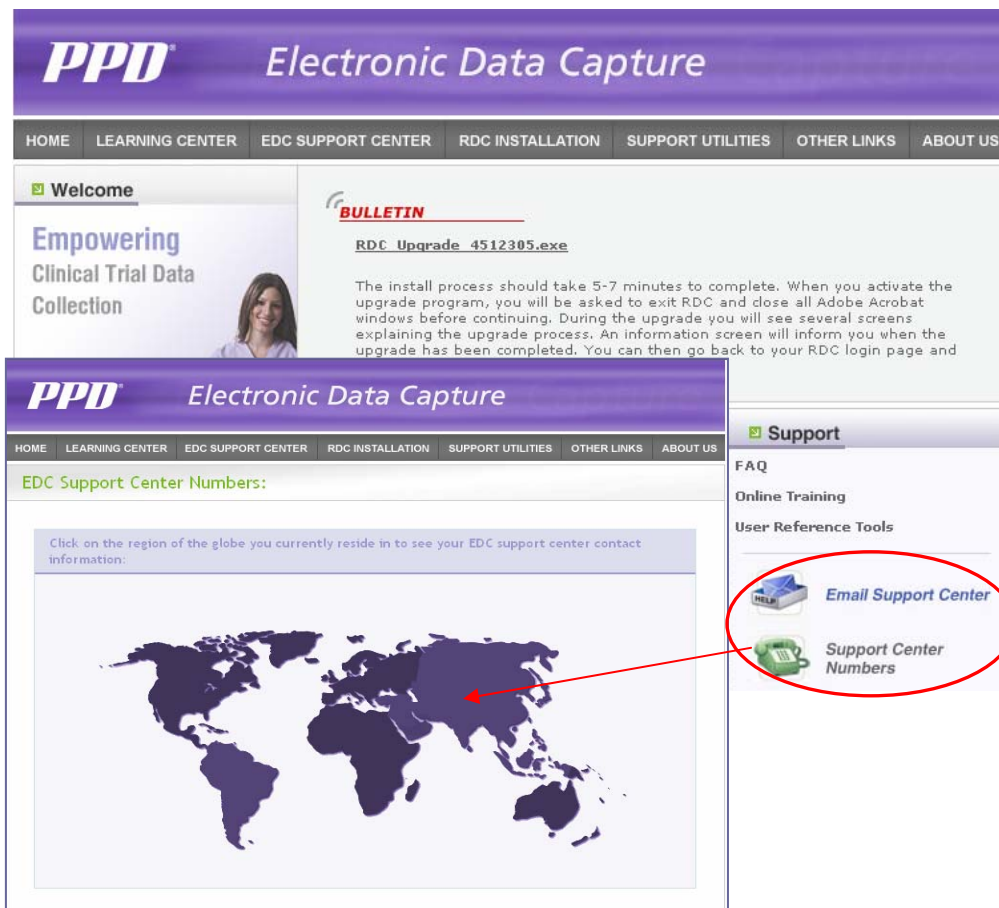 PPD® Electronic Data Capture
HOME LEARNING CENTER EDC SUPPORT CENTER RDC INSTALLATION SUPPORT UTILITIES OTHER LINKS ABOUT US
Welcome
Empowering
Clinical Trial Data
Collection
BULLETIN
RDC_Upgrade_4512305.exe
The install process should take 5-7 minutes to complete. When you activate the
upgrade program, you will be asked to exit RDC and close all Adobe Acrobat
windows before continuing. During the upgrade you will see several screens
explaining the upgrade process. An information screen will inform you when the
upgrade has been completed. You can then go back to your RDC login page and
PPD® Electronic Data Capture
HOME LEARNING CENTER EDC SUPPORT CENTER RDC INSTALLATION SUPPORT UTILITIES OTHER LINKS ABOUT US
EDC Support Center Numbers:
Click on the region of the globe you currently reside in to see your EDC support center contact
information:
Support
FAQ
Online Training
User Reference Tools
HELP
Email Support Center
Support Center
Numbers